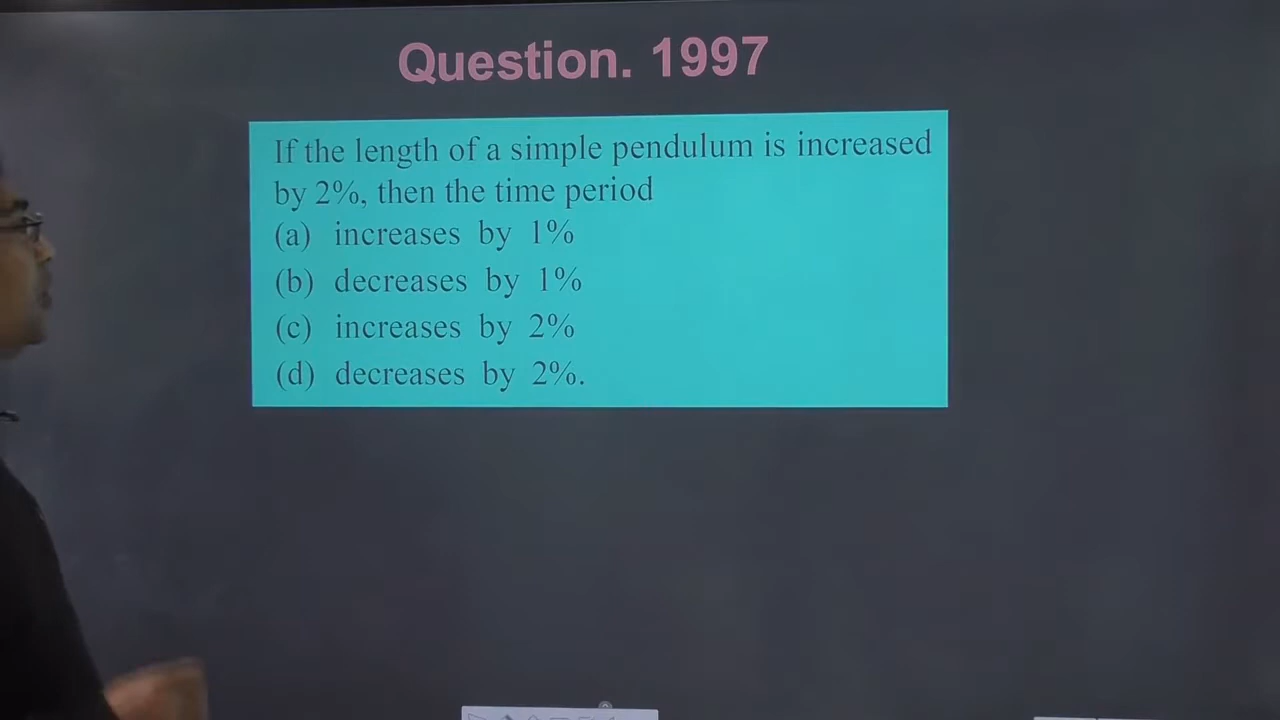 Question. 1997
If the length of a simple pendulum is increased
by 2%, then the time period
(a) increases by 1%
(b) decreases by 1%
(c) increases by 2%
(d) decreases by 2%.